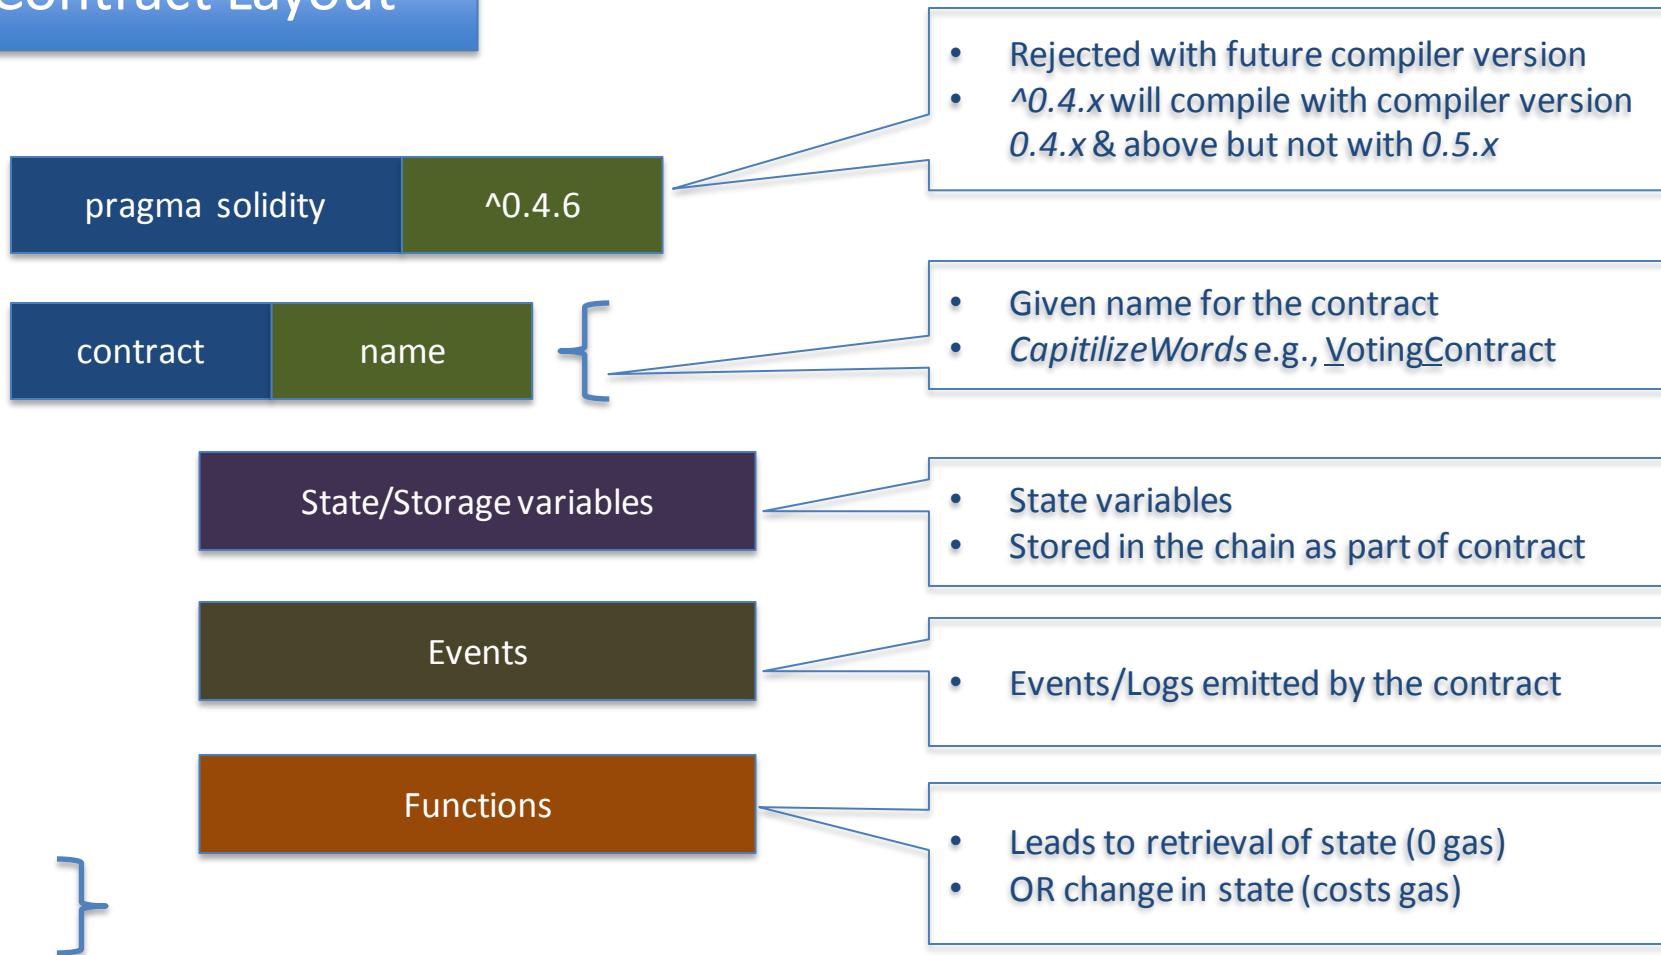 Contract Layout
• Rejected with future compiler version
• ^0.4.x will compile with compiler version
0.4.x & above but not with 0.5.x
pragma solidity ^0.4.6
• Given name for the contract
• CapitilizeWords e.g., VotingContract
contract name {
State/Storage variables
• State variables
• Stored in the chain as part of contract
Events
• Events/Logs emitted by the contract
Functions
• Leads to retrieval of state (0 gas)
• OR change in state (costs gas)
}